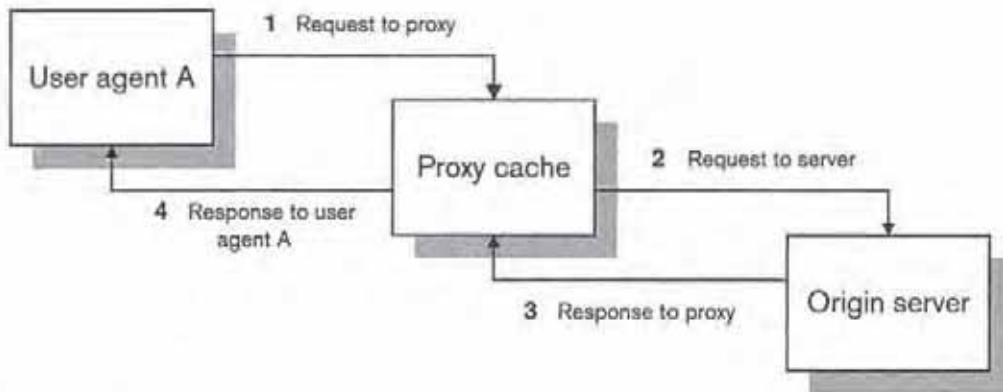 1 Request to proxy
User agent A
Proxy cache
2 Request to server
4 Response to user
agent A
3 Response to proxy
Origin server